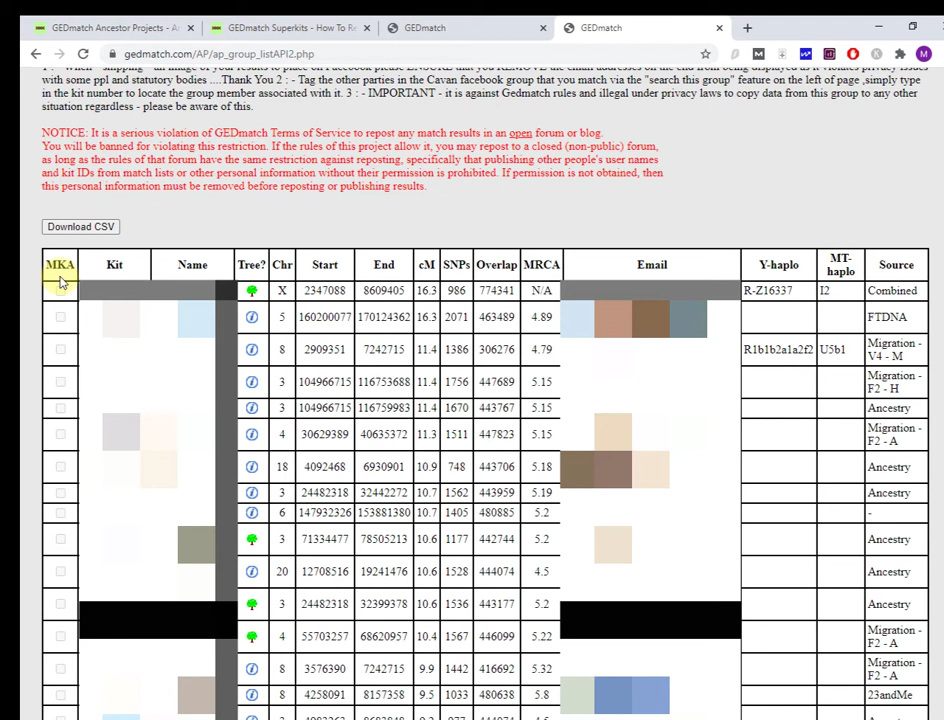 GEDmatch Ancestor Projects - An
GEDmatch Superkits - How To Re
GEDmatch
GEDmatch
gedmatch.com/AP/ap_group_listAPI2.php
with some ppl and statutory bodies ....Thank You 2 : - Tag the other parties in the Cavan facebook group that you match via the "search this group" feature on the left of page ,simply type
in the kit number to locate the group member associated with it. 3 : - IMPORTANT - it is against Gedmatch rules and illegal under privacy laws to copy data from this group to any other
situation regardless - please be aware of this.
NOTICE: It is a serious violation of GEDmatch Terms of Service to repost any match results in an open forum or blog.
You will be banned for violating this restriction. If the rules of this project allow it, you may repost to a closed (non-public) forum,
as long as the rules of that forum have the same restriction against reposting, specifically that publishing other people's user names
and kit IDs from match lists or other personal information without their permission is prohibited. If permission is not obtained, then
this personal information must be removed before reposting or publishing results.
Download CSV
MKA Kit Name Tree? Chr Start End cM SNPs Overlap MRCA Email Y-haplo MT-haplo Source
X 2347088 8609405 16.3 986 774341 N/A R-Z16337 I2 Combined
5 160200077 170124362 16.3 2071 463489 4.89 FTDNA
8 2909351 7242715 11.4 1386 306276 4.79 R1b1b2a1a2f2 U5b1 Migration - V4 - M
3 104966715 116753688 11.4 1756 447689 5.15 Migration - F2 - H
3 104966715 116759983 11.4 1670 443767 5.15 Ancestry
4 30629389 40635372 11.3 1511 447823 5.15 Migration - F2 - A
18 4092468 6930901 10.9 748 443706 5.18 Ancestry
3 24482318 32442272 10.7 1562 443959 5.19 Ancestry
6 147932326 153881380 10.7 1405 480885 5.2 -
3 71334477 78505213 10.6 1177 442744 5.2 Ancestry
20 12708516 19241476 10.6 1528 444074 4.5 Ancestry
3 24482318 32399378 10.6 1536 443177 5.2 Ancestry
4 55703257 68620957 10.4 1567 446099 5.22 Migration - F2 - A
8 3576390 7242715 9.9 1442 416692 5.32 Migration - F2 - A
8 4258091 8157358 9.5 1033 480638 5.8 23andMe